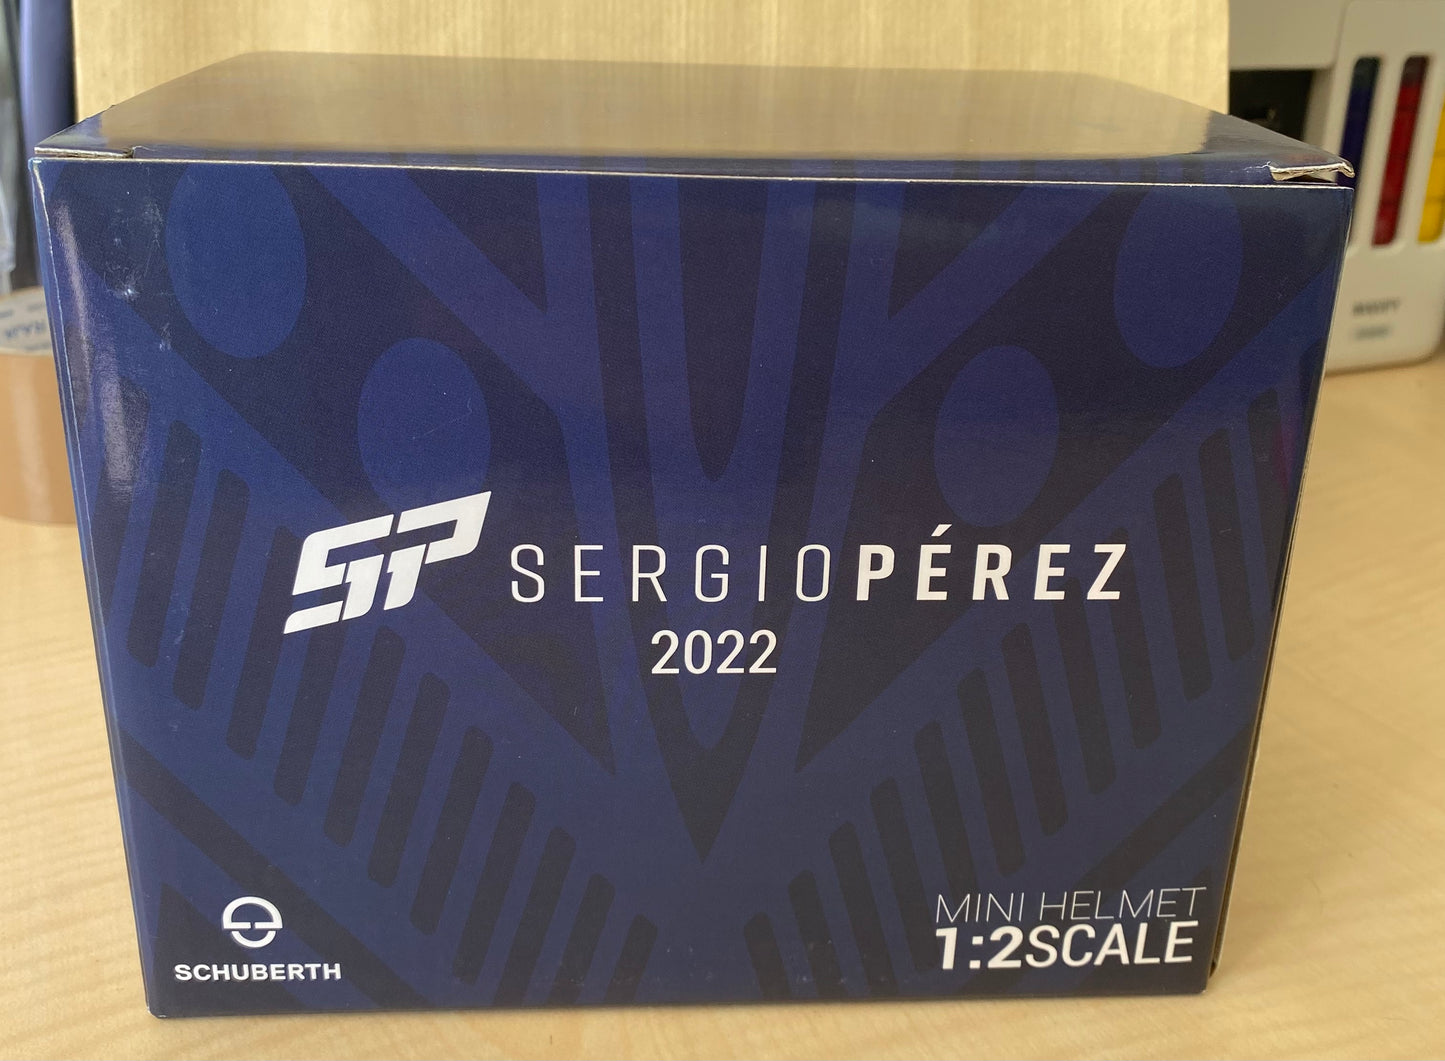 SP SERGIOPÉREZ
2022
SCHUBERTH
MINI HELMET
1:2SCALE